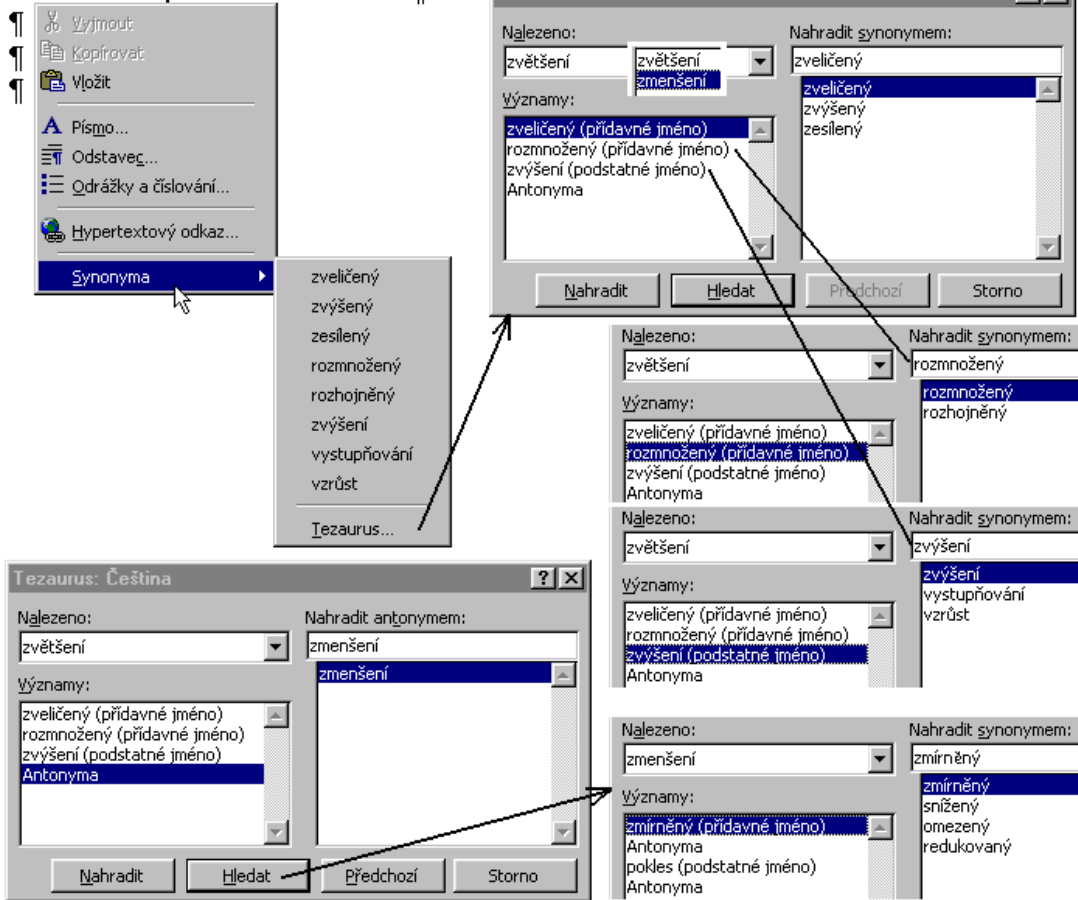 ¶
¶
¶
¶
Vyjmout
Kopírovat
Vložit
Písmo...
Odstavec...
Odrážky a číslování...
Hypertextový odkaz...
Synonyma
zveličený
zvýšený
zesílený
rozmnožený
rozhojněný
zvýšení
vystupňování
vzrůst
Tezaurus...
Nalezeno:
zvětšení
zvětšení
zmenšení
Významy:
zveličený (přídavné jméno)
rozmnožený (přídavné jméno)
zvýšení (podstatné jméno)
Antonyma
Nahradit synonymem:
zveličený
zveličený
zvýšený
zesílený
Nahradit
Hledat
Předchozí
Storno
Nalezeno:
zvětšení
Významy:
zveličený (přídavné jméno)
rozmnožený (přídavné jméno)
zvýšení (podstatné jméno)
Antonyma
Nahradit synonymem:
rozmnožený
rozmnožený
rozhojněný
Nalezeno:
zvětšení
Významy:
zveličený (přídavné jméno)
rozmnožený (přídavné jméno)
zvýšení (podstatné jméno)
Antonyma
Nahradit synonymem:
zvýšení
zvýšení
vystupňování
vzrůst
Tezaurus: Čeština
Nalezeno:
zvětšení
Významy:
zveličený (přídavné jméno)
rozmnožený (přídavné jméno)
zvýšení (podstatné jméno)
Antonyma
Nahradit antonymem:
zmenšení
zmenšení
Nahradit
Hledat
Předchozí
Storno
Nalezeno:
zmenšení
Významy:
zmírněný (přídavné jméno)
Antonyma
pokles (podstatné jméno)
Antonyma
Nahradit synonymem:
zmírněný
zmírněný
snížený
omezený
redukovaný